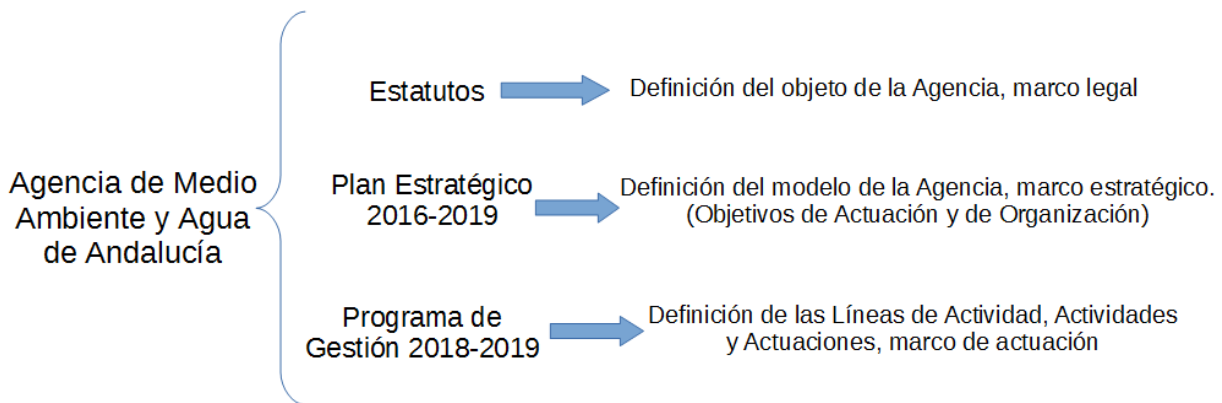 Agencia de Medio
Ambiente y Agua
de Andalucía
Estatutos
Definición del objeto de la Agencia, marco legal
Plan Estratégico
2016-2019
Definición del modelo de la Agencia, marco estratégico.
(Objetivos de Actuación y de Organización)
Programa de
Gestión 2018-2019
Definición de las Líneas de Actividad, Actividades
y Actuaciones, marco de actuación